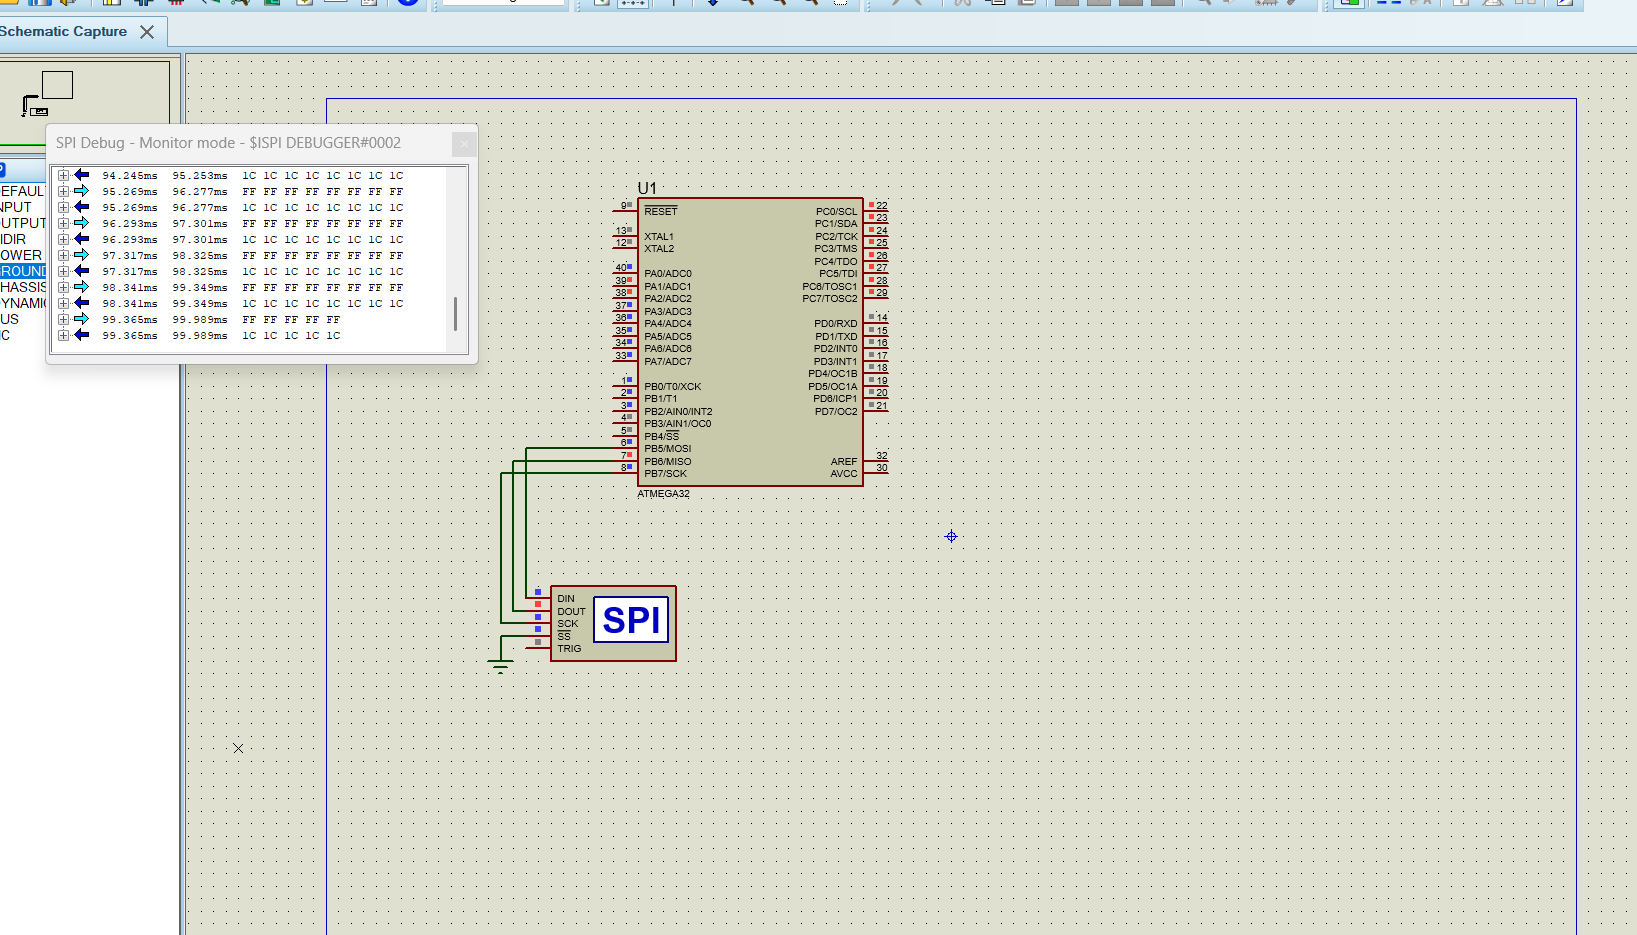 Schematic Capture
SPI Debug - Monitor mode - $ISPI DEBUGGER#0002
94.245ms 95.253ms 1C 1C 1C 1C 1C 1C 1C 1C
95.269ms 96.277ms FF FF FF FF FF FF FF FF
95.269ms 96.277ms 1C 1C 1C 1C 1C 1C 1C 1C
96.293ms 97.301ms FF FF FF FF FF FF FF FF
96.293ms 97.301ms 1C 1C 1C 1C 1C 1C 1C 1C
97.317ms 98.325ms FF FF FF FF FF FF FF FF
97.317ms 98.325ms 1C 1C 1C 1C 1C 1C 1C 1C
98.341ms 99.349ms FF FF FF FF FF FF FF FF
98.341ms 99.349ms 1C 1C 1C 1C 1C 1C 1C 1C
99.365ms 99.989ms FF FF FF FF FF
99.365ms 99.989ms 1C 1C 1C 1C 1C
EFAUL
NPUT
UTPUT
IDIR
OWER
GROUND
HASSIS
YNAMI
US
C
U1
9 RESET PC0/SCL 22
PC1/SDA 23
13 XTAL1 PC2/TCK 24
12 XTAL2 PC3/TMS 25
PC4/TDO 26
40 PA0/ADC0 PC5/TDI 27
39 PA1/ADC1 PC6/TOSC1 28
38 PA2/ADC2 PC7/TOSC2 29
37 PA3/ADC3
36 PA4/ADC4 PD0/RXD 14
35 PA5/ADC5 PD1/TXD 15
34 PA6/ADC6 PD2/INT0 16
33 PA7/ADC7 PD3/INT1 17
PD4/OC1B 18
1 PB0/T0/XCK PD5/OC1A 19
2 PB1/T1 PD6/ICP1 20
3 PB2/AIN0/INT2 PD7/OC2 21
4 PB3/AIN1/OC0
5 PB4/SS
6 PB5/MOSI
7 PB6/MISO AREF 32
8 PB7/SCK AVCC 30
ATMEGA32
DIN
DOUT
SCK
SS
TRIG
SPI